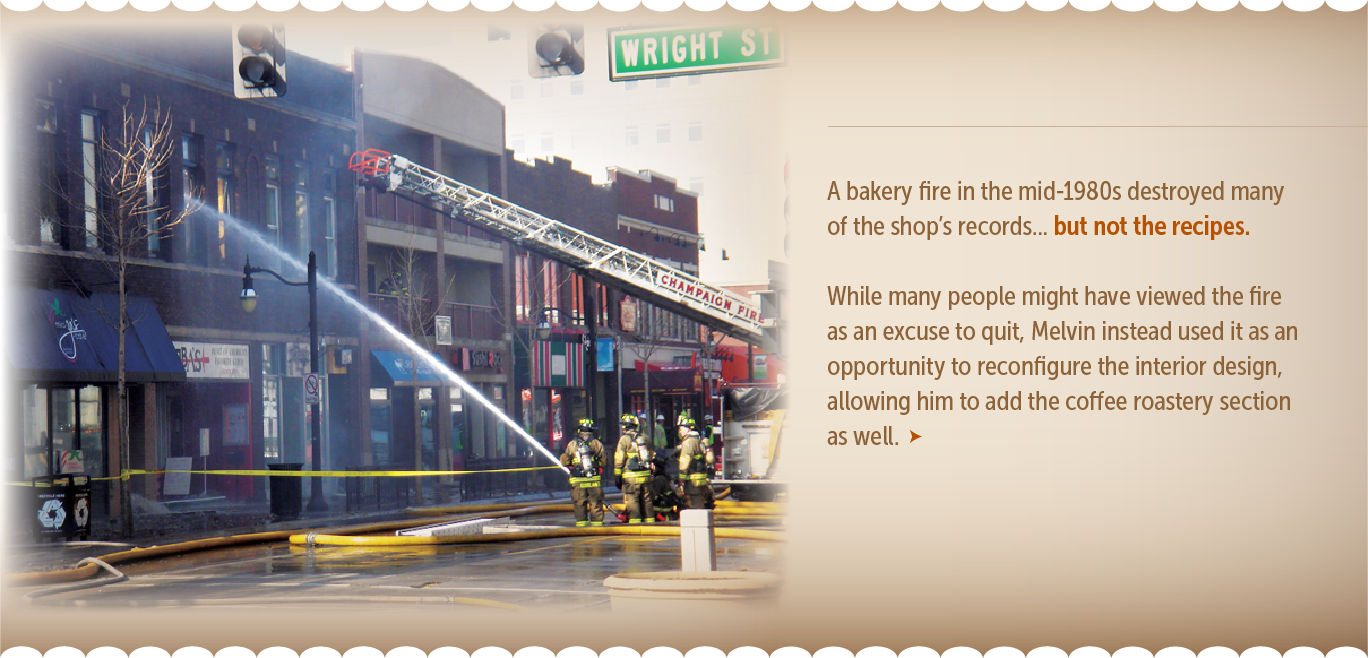 WRIGHT ST
CHAMPAIGN FIRE
A bakery fire in the mid-1980s destroyed many
of the shop's records... but not the recipes.
While many people might have viewed the fire
as an excuse to quit, Melvin instead used it as an
opportunity to reconfigure the interior design,
allowing him to add the coffee roastery section
as well.